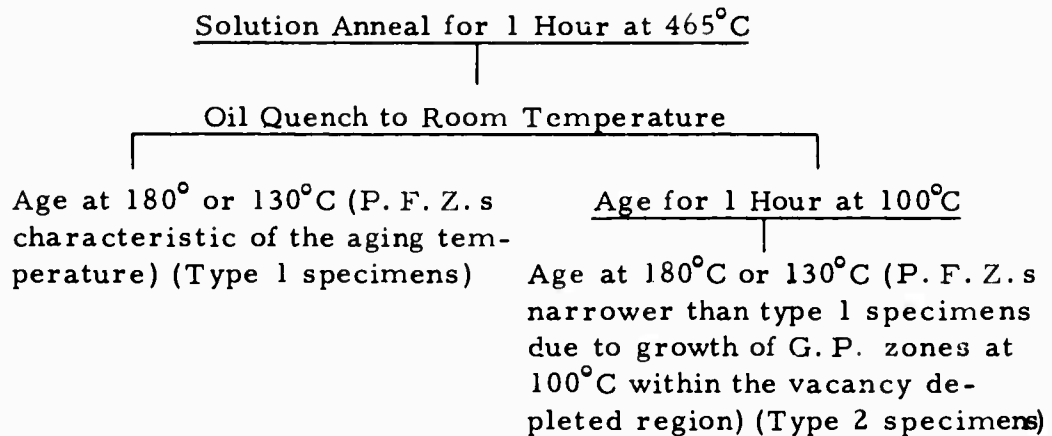 Solution Anneal for 1 Hour at 465°C
Oil Quench to Room Temperature
Age at 180° or 130°C (P. F. Z. s
characteristic of the aging tem-
perature) (Type 1 specimens)
Age for 1 Hour at 100°C
Age at 180°C or 130°C (P. F. Z. s
narrower than type 1 specimens
due to growth of G. P. zones at
100°C within the vacancy de-
pleted region) (Type 2 specimens)